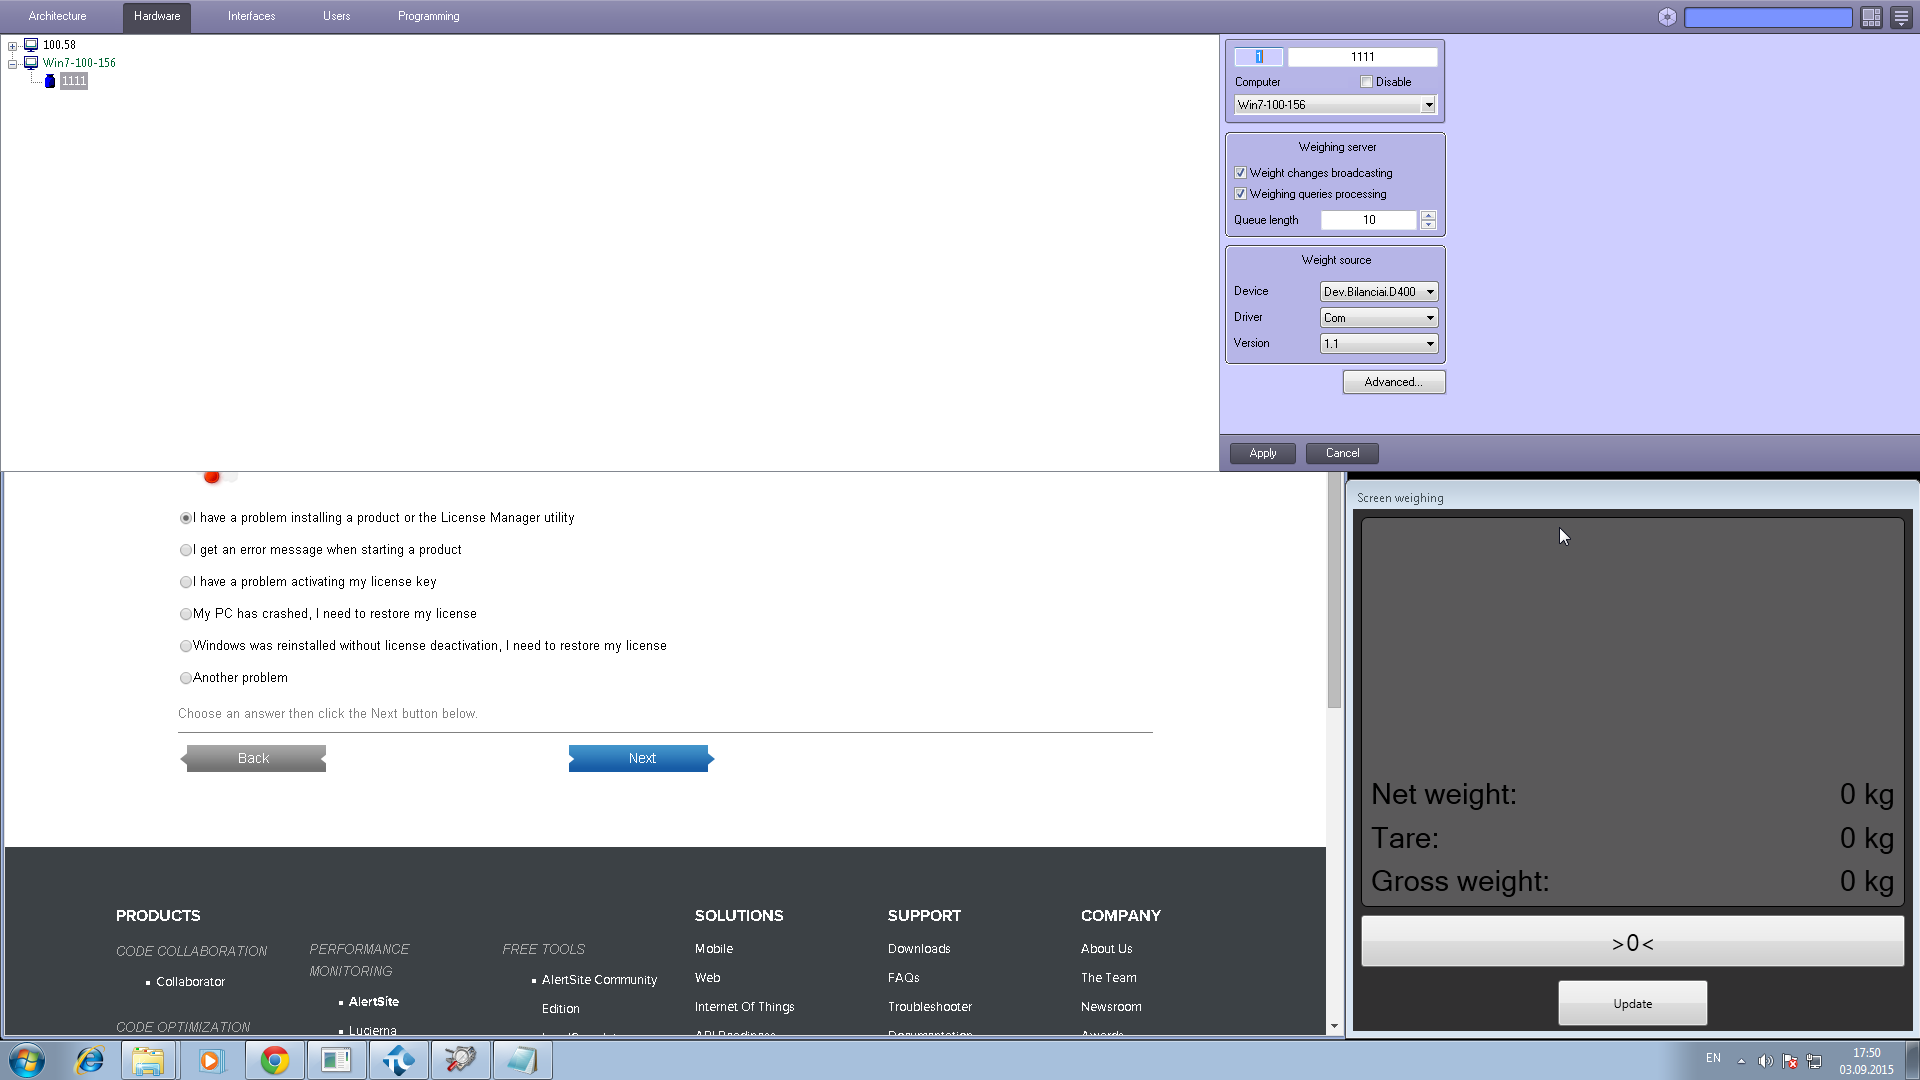 Architecture
Hardware
Interfaces
Users
Programming
100.58
Win7-100-156
1111
1
1111
Computer
Disable
Win7-100-156
Weighing server
Weight changes broadcasting
Weighing queries processing
Queue length
10
Weight source
Device
Dev.Bilanciai.D400
Driver
Com
Version
1.1
Advanced...
Apply
Cancel
I have a problem installing a product or the License Manager utility
I get an error message when starting a product
I have a problem activating my license key
My PC has crashed, I need to restore my license
Windows was reinstalled without license deactivation, I need to restore my license
Another problem
Choose an answer then click the Next button below.
Back
Next
PRODUCTS
CODE COLLABORATION
Collaborator
CODE OPTIMIZATION
PERFORMANCE
MONITORING
AlertSite
Lucierna
FREE TOOLS
AlertSite Community
Edition
SOLUTIONS
Mobile
Web
Internet Of Things
API Readiness
SUPPORT
Downloads
FAQs
Troubleshooter
Documentation
COMPANY
About Us
The Team
Newsroom
Awards
Screen weighing
Net weight:
0 kg
Tare:
0 kg
Gross weight:
0 kg
>0<
Update
EN
17:50
03.09.2015